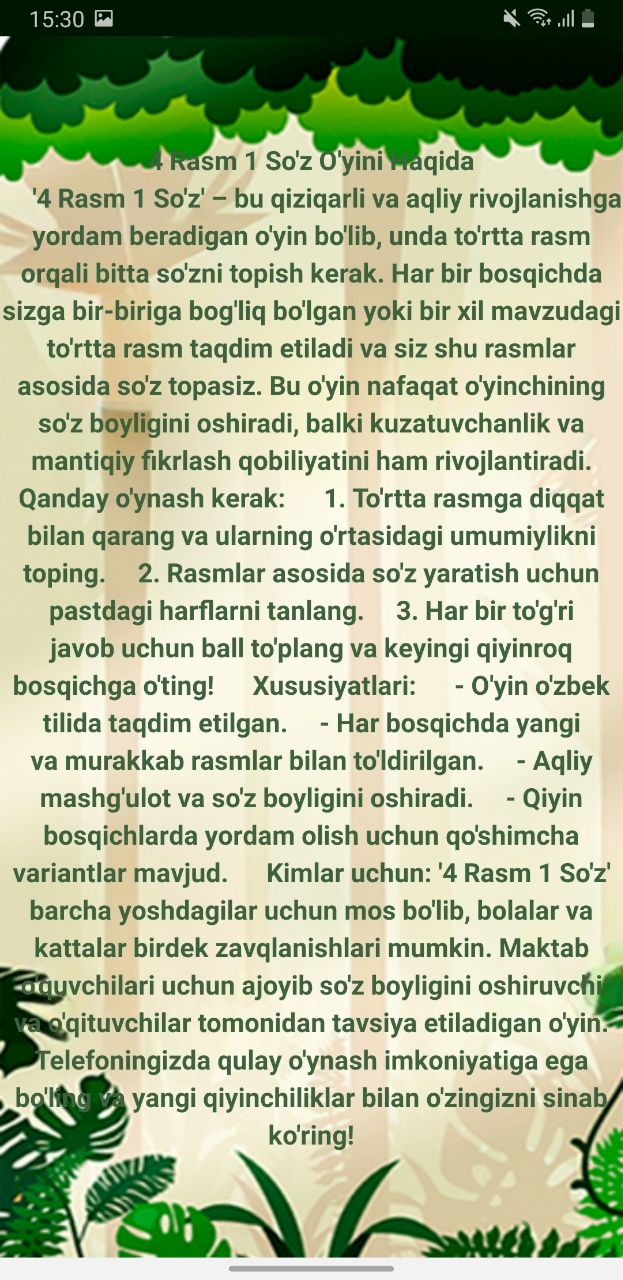 15:30
4 Rasm 1 So'z O'yini Haqida
'4 Rasm 1 So'z' – bu qiziqarli va aqliy rivojlanishga
yordam beradigan o'yin bo'lib, unda to'rtta rasm
orqali bitta so'zni topish kerak. Har bir bosqichda
sizga bir-biriga bog'liq bo'lgan yoki bir xil mavzudagi
to'rtta rasm taqdim etiladi va siz shu rasmlar
asosida so'z topasiz. Bu o'yin nafaqat o'yinchining
so'z boyligini oshiradi, balki kuzatuvchanlik va
mantiqiy fikrlash qobiliyatini ham rivojlantiradi.
Qanday o'ynash kerak: 1. To'rtta rasmga diqqat
bilan qarang va ularning o'rtasidagi umumiylikni
toping. 2. Rasmlar asosida so'z yaratish uchun
pastdagi harflarni tanlang. 3. Har bir to'g'ri
javob uchun ball to'plang va keyingi qiyinroq
bosqichga o'ting! Xususiyatlari: - O'yin o'zbek
tilida taqdim etilgan. - Har bosqichda yangi
va murakkab rasmlar bilan to'ldirilgan. - Aqliy
mashg'ulot va so'z boyligini oshiradi. - Qiyin
bosqichlarda yordam olish uchun qo'shimcha
variantlar mavjud. Kimlar uchun: '4 Rasm 1 So'z'
barcha yoshdagilar uchun mos bo'lib, bolalar va
kattalar birdek zavqlanishlari mumkin. Maktab
o'quvchilari uchun ajoyib so'z boyligini oshiruvchi
va o'qituvchilar tomonidan tavsiya etiladigan o'yin.
Telefoningizda qulay o'ynash imkoniyatiga ega
bo'ling va yangi qiyinchiliklar bilan o'zingizni sinab
ko'ring!